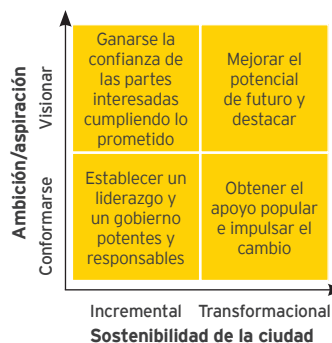 Ambición/aspiración
Visionar
Conformarse
Ganarse la
confianza de
las partes
interesadas
cumpliendo lo
prometido
Mejorar el
potencial
de futuro y
destacar
Establecer un
liderazgo y
un gobierno
potentes y
responsables
Obtener el
apoyo popular
e impulsar el
cambio
Incremental Transformacional
Sostenibilidad de la ciudad